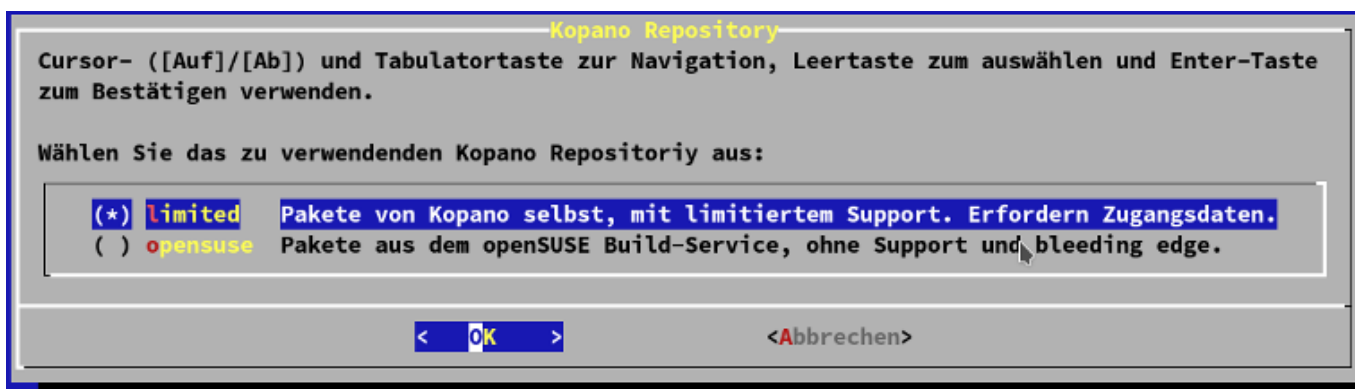 Kopano Repository
Cursor- ([Auf]/[Ab]) und Tabulatortaste zur Navigation, Leertaste zum auswählen und Enter-Taste
zum Bestätigen verwenden.
Wählen Sie das zu verwendenden Kopano Repositoriy aus:
(*) limited Pakete von Kopano selbst, mit limitiertem Support. Erfordern Zugangsdaten.
( ) opensuse Pakete aus dem openSUSE Build-Service, ohne Support und bleeding edge.
< OK > <Abbrechen>